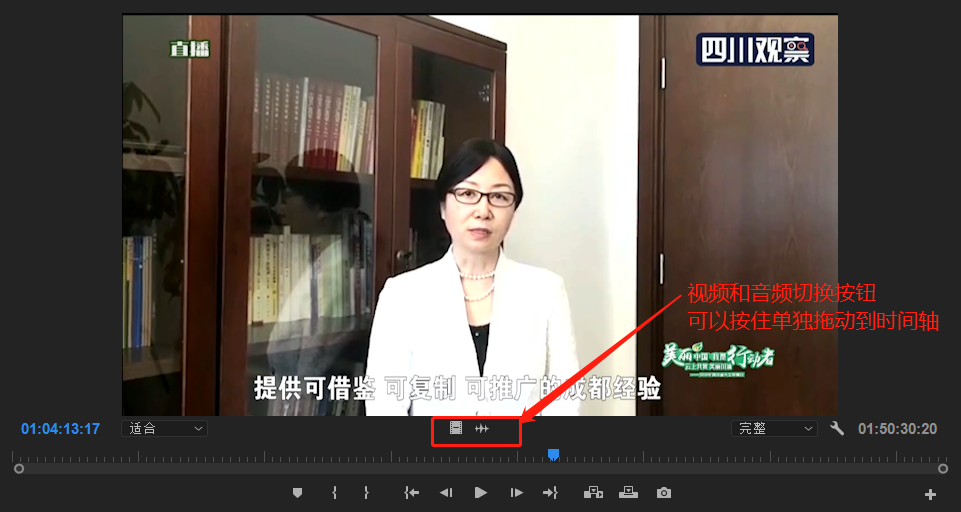 直播
四川观察
视频和音频切换按钮
可以按住单独拖动到时间轴
美丽中国 我是行动者
提供可借鉴 可复制 可推广的成都经验
01:04:13:17
适合
完整
01:50:30:20